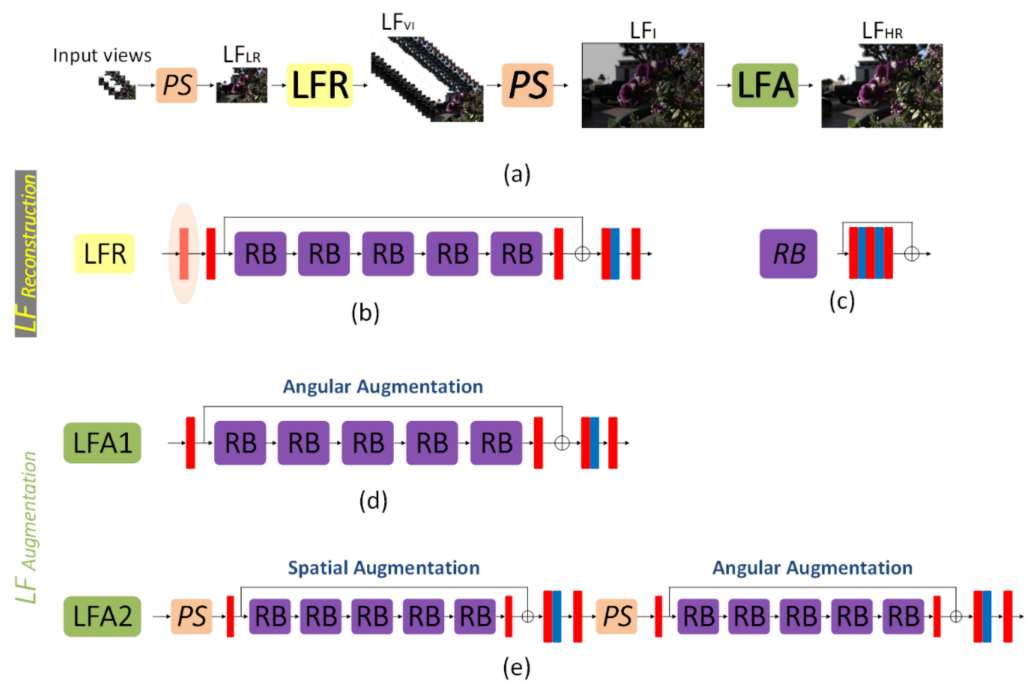 Input views
PS
LFLR
LFR
LFVI
PS
LFI
LFA
LFHR
(a)
LF Reconstruction
LFR
RB RB RB RB RB
(b)
RB
(c)
LF Augmentation
Angular Augmentation
LFA1
RB RB RB RB RB
(d)
Spatial Augmentation
Angular Augmentation
LFA2
PS
RB RB RB RB RB
PS
RB RB RB RB RB
(e)